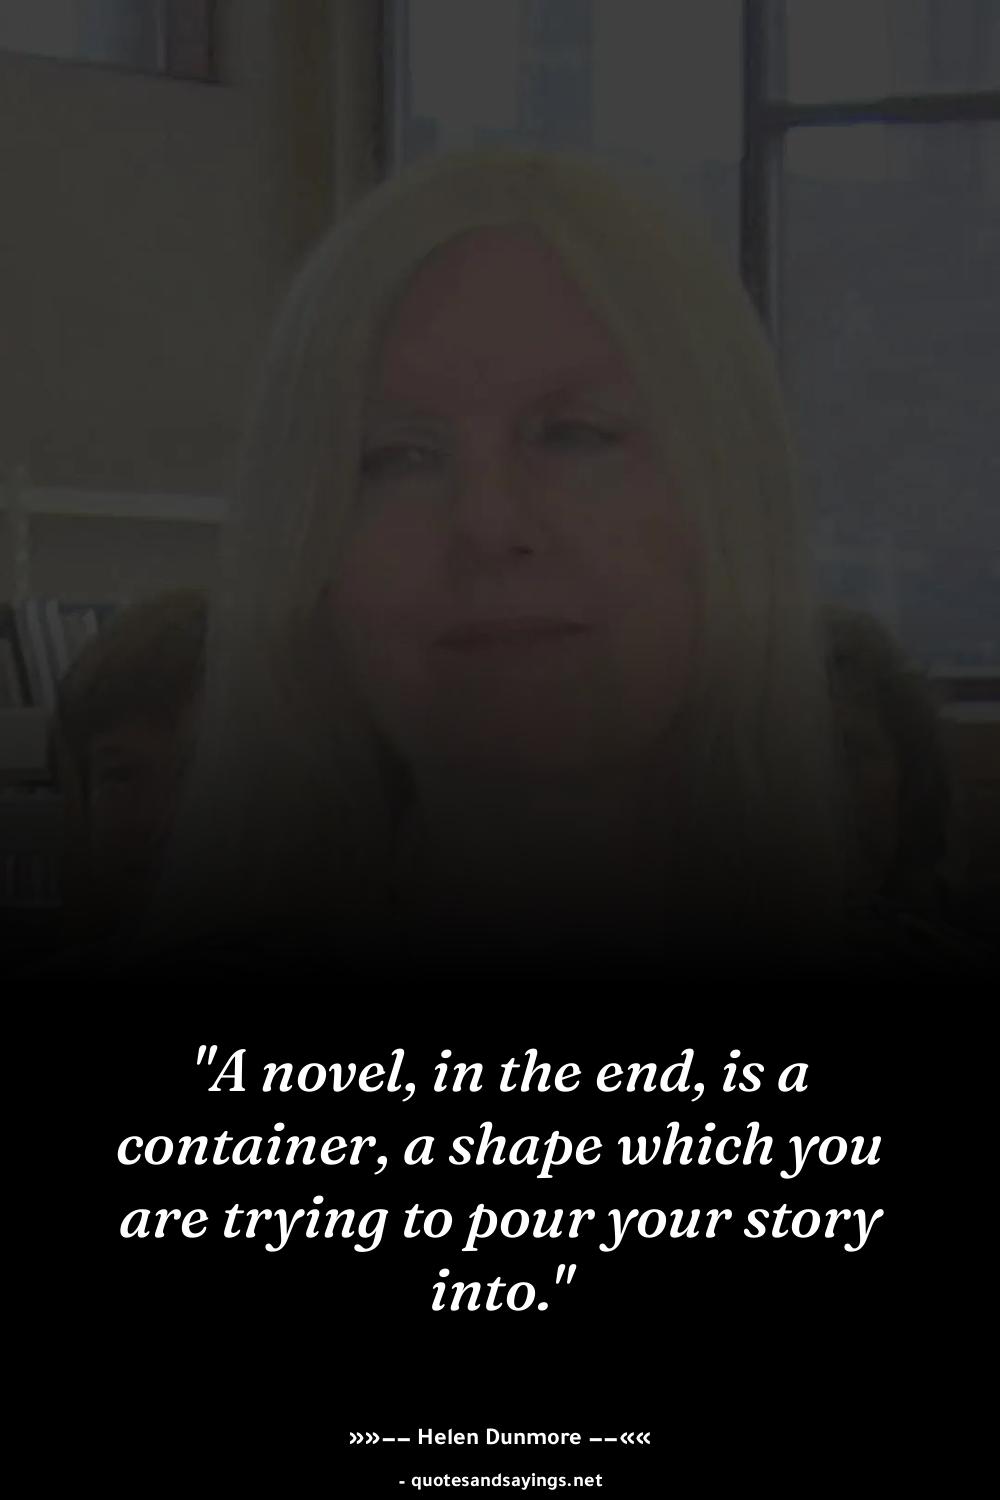 "A novel, in the end, is a
container, a shape which you
are trying to pour your story
into."
»»−− Helen Dunmore −−««
- quotesandsayings.net